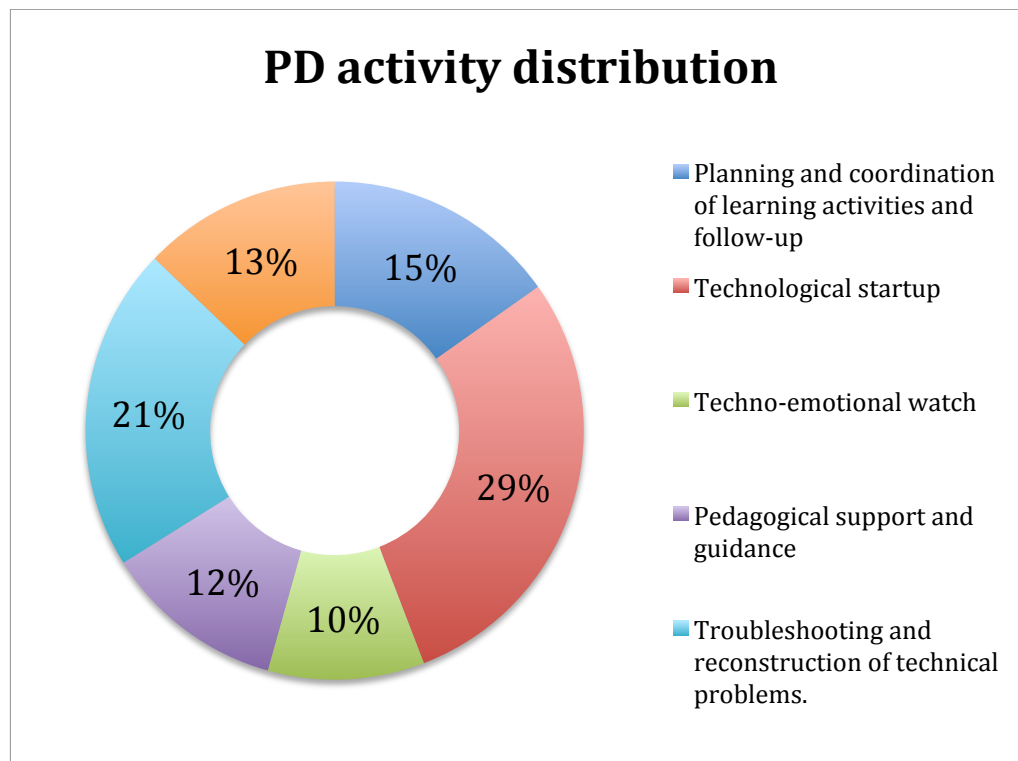 PD activity distribution
Planning and coordination
of learning activities and
follow-up
Technological startup
Techno-emotional watch
Pedagogical support and
guidance
Troubleshooting and
reconstruction of technical
problems.
13%
15%
21%
29%
12%
10%